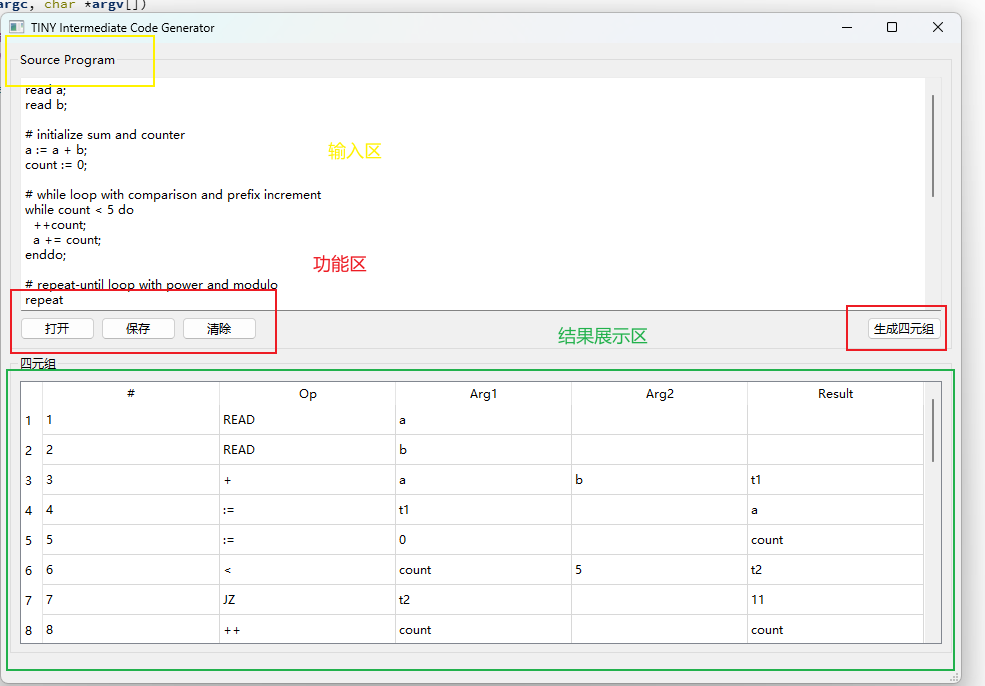 argc, char *argv[])
TINY Intermediate Code Generator
Source Program
read a;
read b;
# initialize sum and counter
a := a + b;
count := 0;
输入区
# while loop with comparison and prefix increment
while count < 5 do
++count;
a += count;
enddo;
功能区
# repeat-until loop with power and modulo
repeat
打开 保存 清除 生成四元组
结果展示区
四元组
# Op Arg1 Arg2 Result
1 1 READ a
2 2 READ b
3 3 + a b t1
4 4 := t1 a
5 5 := 0 count
6 6 < count 5 t2
7 7 JZ t2 11
8 8 ++ count count